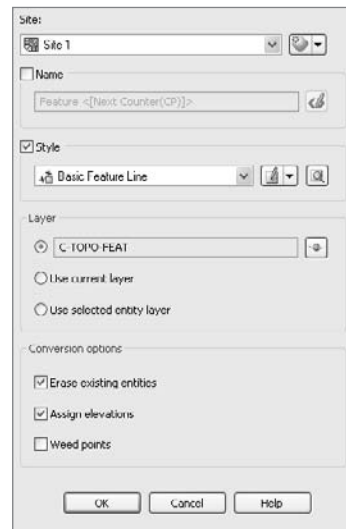 Site:
Site 1
Name
Feature <[Next Counter(CP)]>
Style
Basic Feature Line
Layer
C-TOPO-FEAT
Use current layer
Use selected entity layer
Conversion options
Erase existing entities
Assign elevations
Weed points
OK Cancel Help